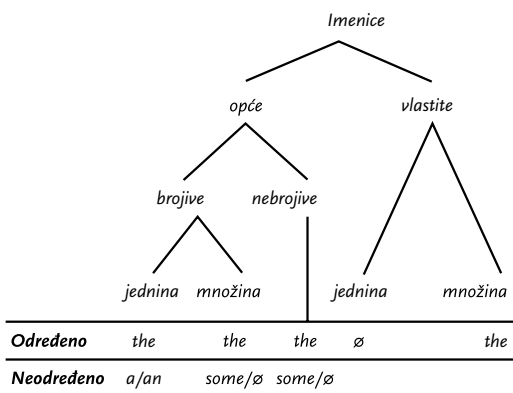 Imenice
opće vlastite
brojive nebrojive
jednina množina jednina množina
Određeno the the the ø the
Neodređeno a/an some/ø some/ø